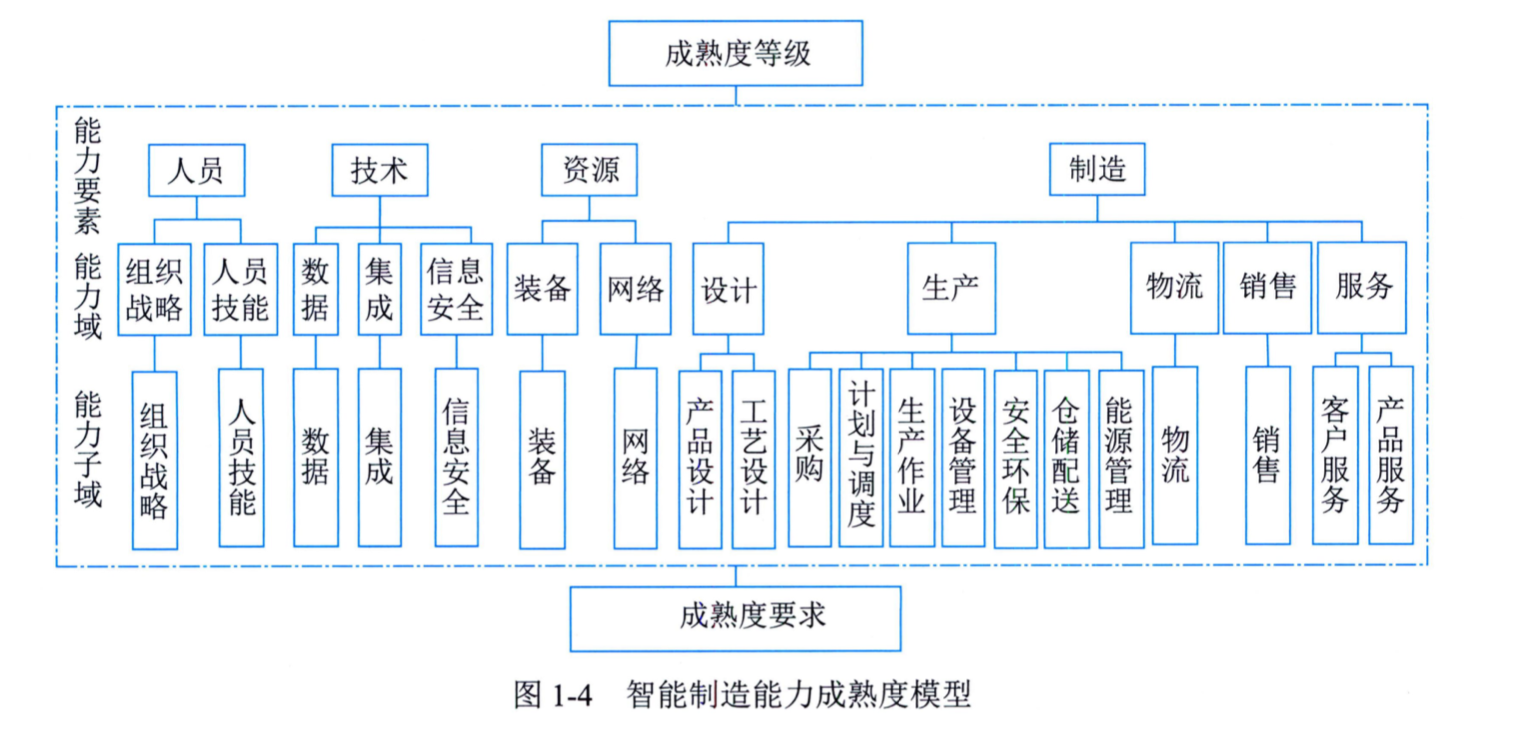 成熟度等级
能力要素
人员
技术
资源
制造
能力域
组织
战略
人员
技能
数据
集成
信息
安全
装备
网络
设计
生产
物流
销售
服务
能力子域
组织战略
人员技能
数据
集成
信息安全
装备
网络
产品设计
工艺设计
采购
计划与调度
生产作业
设备管理
安全环保
仓储配送
能源管理
物流
销售
客户服务
产品服务
成熟度要求
图 1-4 智能制造能力成熟度模型